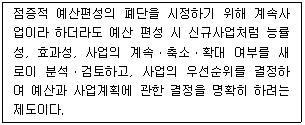 점증적 예산편성의 폐단을 시정하기 위해 계속사
업이라 하더라도 예산 편성 시 신규사업처럼 능률
성, 효과성, 사업의 계속ㆍ축소ㆍ확대 여부를 새
로이 분석ㆍ검토하고, 사업의 우선순위를 결정하
여 예산과 사업계획에 관한 결정을 명확히 하려는
제도이다.